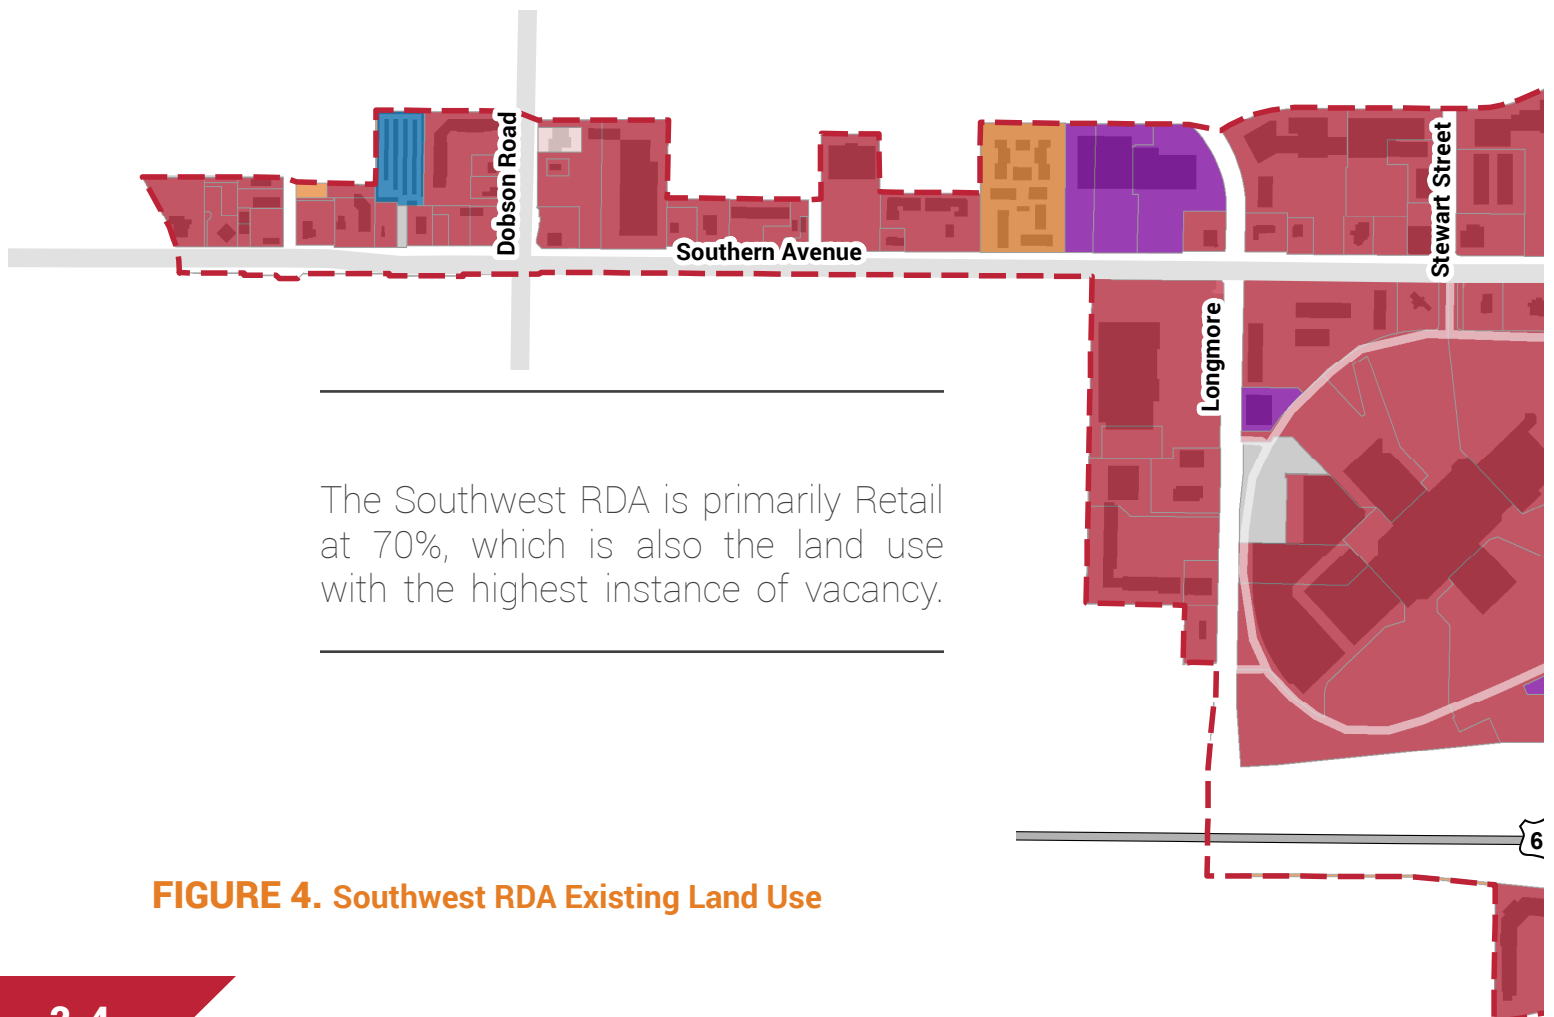 Dobson Road
Stewart Street
Southern Avenue
Longmore
The Southwest RDA is primarily Retail
at 70%, which is also the land use
with the highest instance of vacancy.
6
FIGURE 4. Southwest RDA Existing Land Use